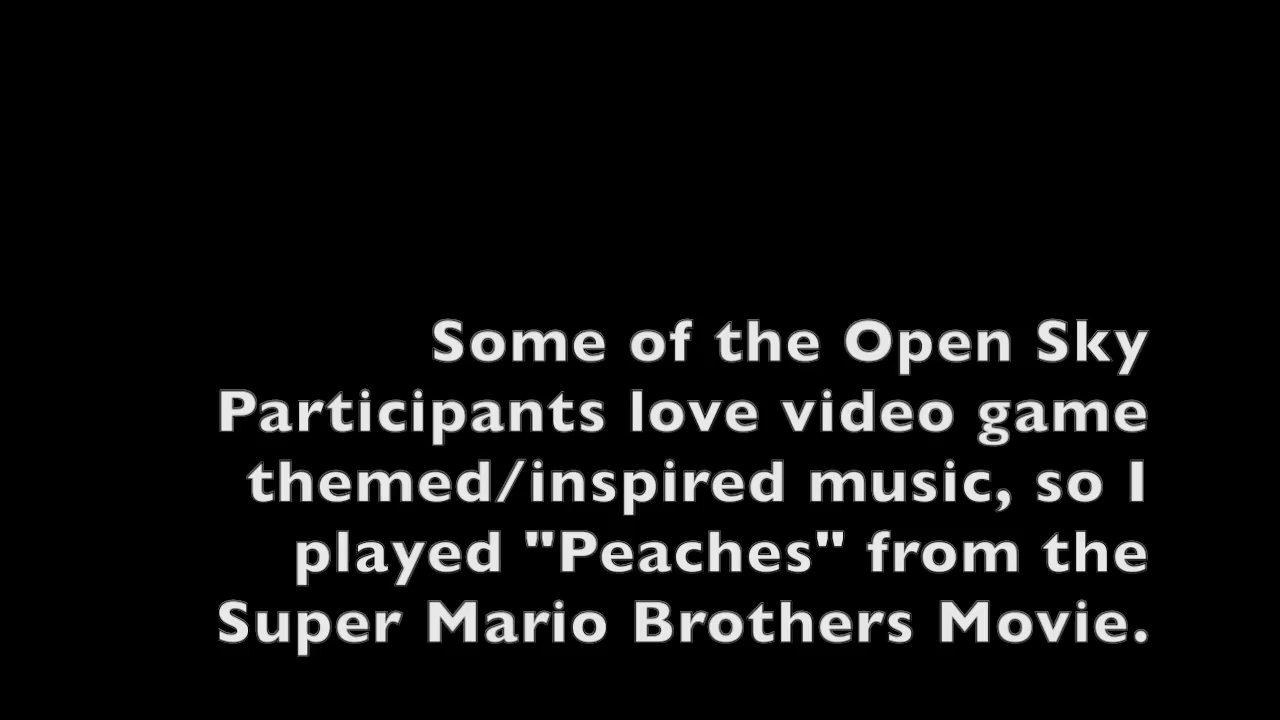 Some of the Open Sky
Participants love video game
themed/inspired music, so I
played "Peaches" from the
Super Mario Brothers Movie.